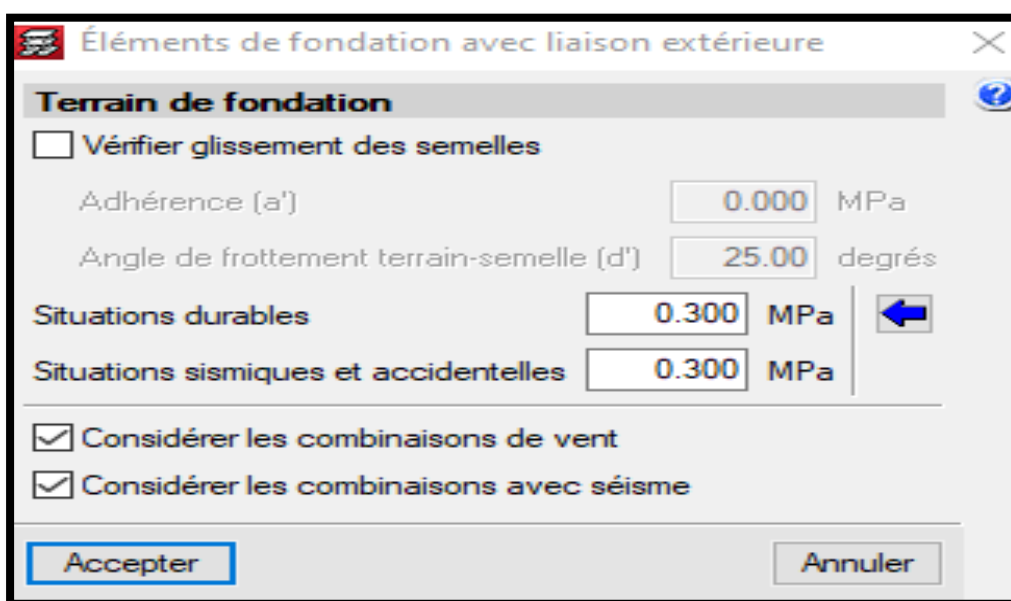 Éléments de fondation avec liaison extérieure
Terrain de fondation
Vérifier glissement des semelles
Adhérence (a') 0.000 MPa
Angle de frottement terrain-semelle (d') 25.00 degrés
Situations durables 0.300 MPa
Situations sismiques et accidentelles 0.300 MPa
Considérer les combinaisons de vent
Considérer les combinaisons avec séisme
Accepter Annuler